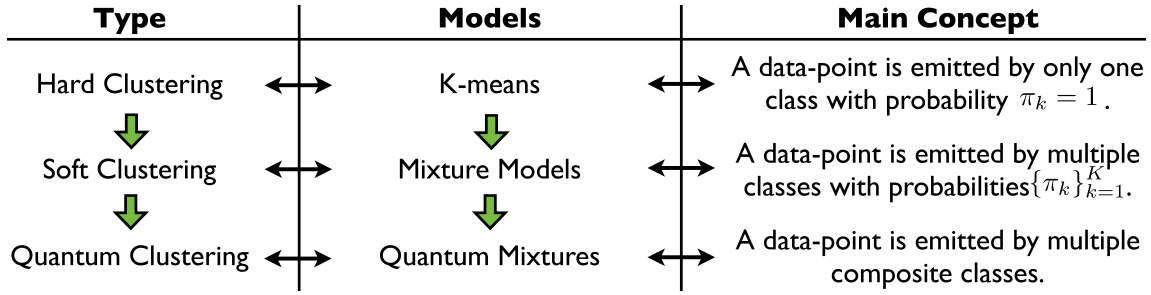 Type Models Main Concept
Hard Clustering K-means A data-point is emitted by only one
class with probability π_k = 1 .
Soft Clustering Mixture Models A data-point is emitted by multiple
classes with probabilities{π_k}_{k=1}^K.
Quantum Clustering Quantum Mixtures A data-point is emitted by multiple
composite classes.